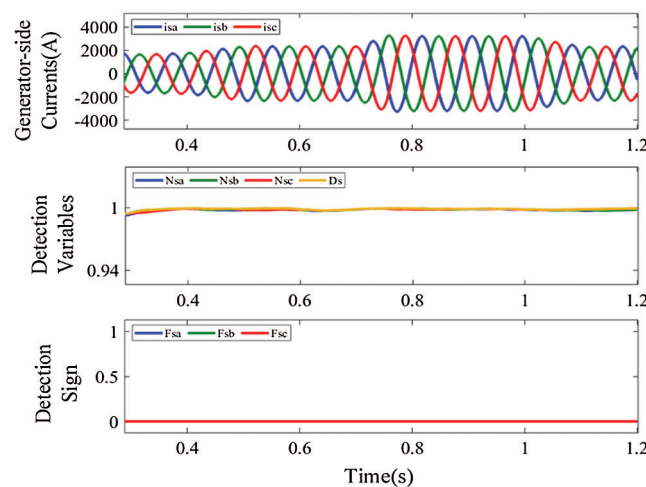 isa isb isc
4000
2000
0
-2000
-4000
Generator-side
Currents(A)
0.4 0.6 0.8 1 1.2
Nsa Nsb Nsc Ds
1
0.94
Detection
Variables
0.4 0.6 0.8 1 1.2
Fsa Fsb Fsc
1
0.5
0
Detection
Sign
0.4 0.6 0.8 1 1.2
Time(s)